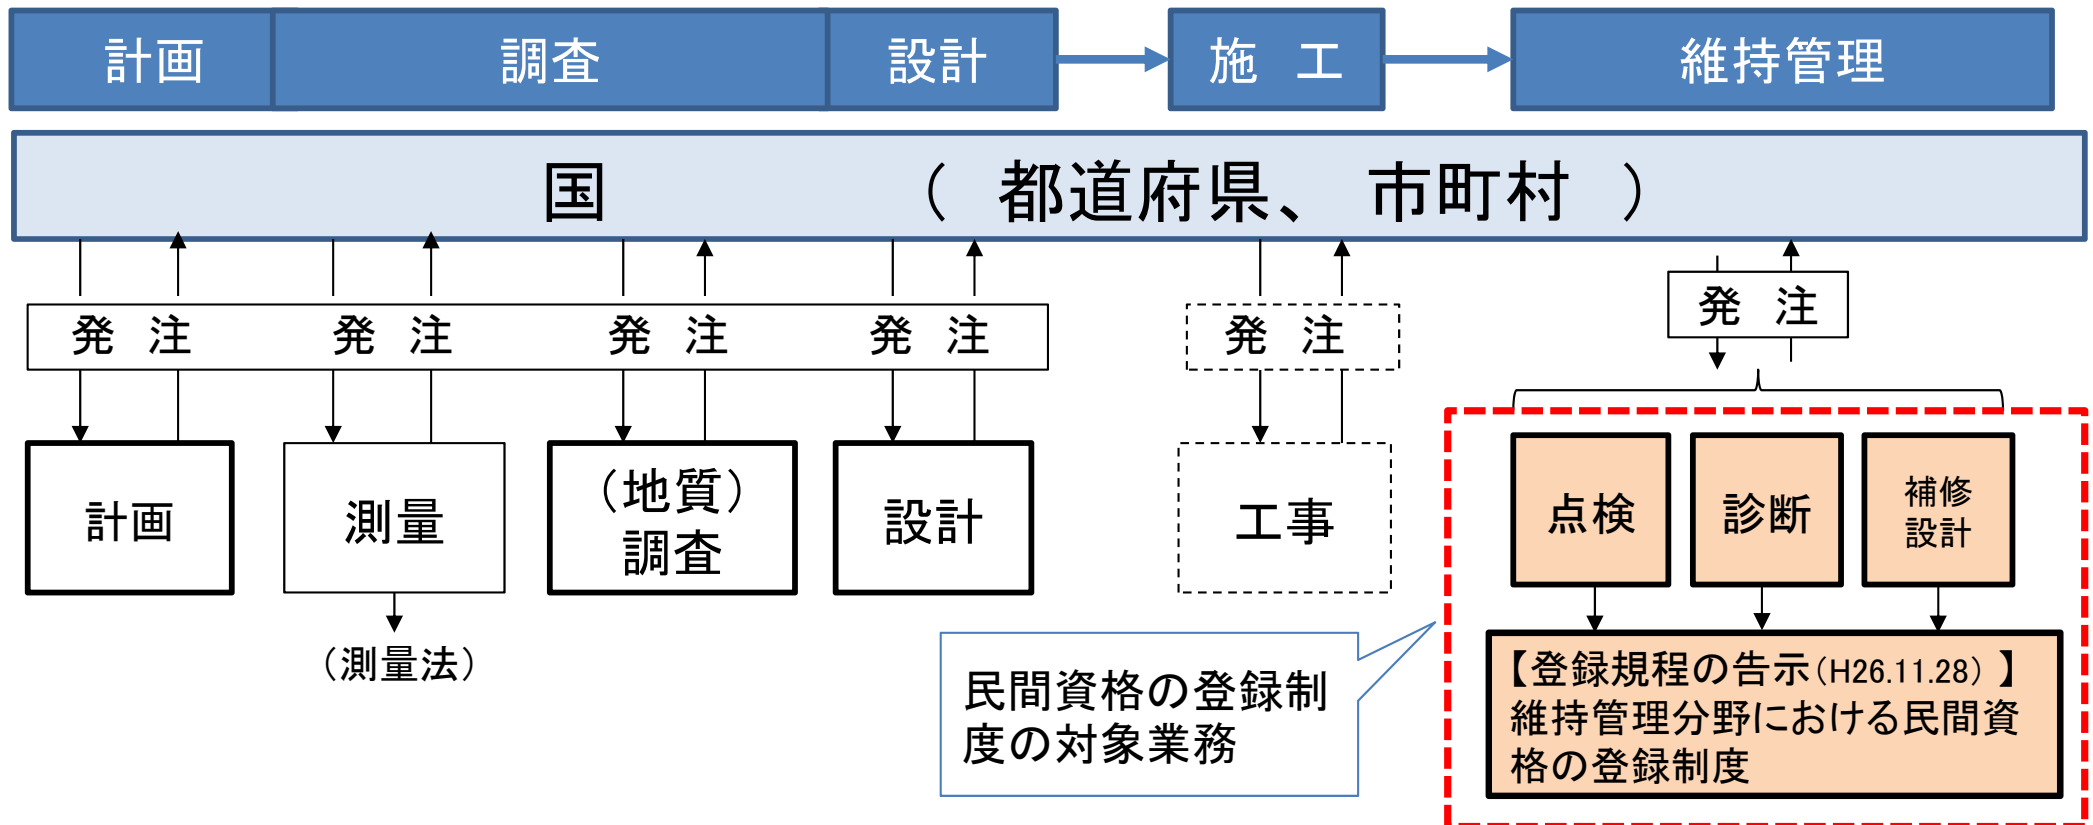 計画
調査
設計
施　工
維持管理
国　（　都道府県、　市町村　）
発　注
発　注
発　注
発　注
発　注
発　注
計画
測量
（地質）
調査
設計
工事
点検
診断
補修
設計
（測量法）
民間資格の登録制
度の対象業務
【登録規程の告示（H26.11.28）】
維持管理分野における民間資
格の登録制度